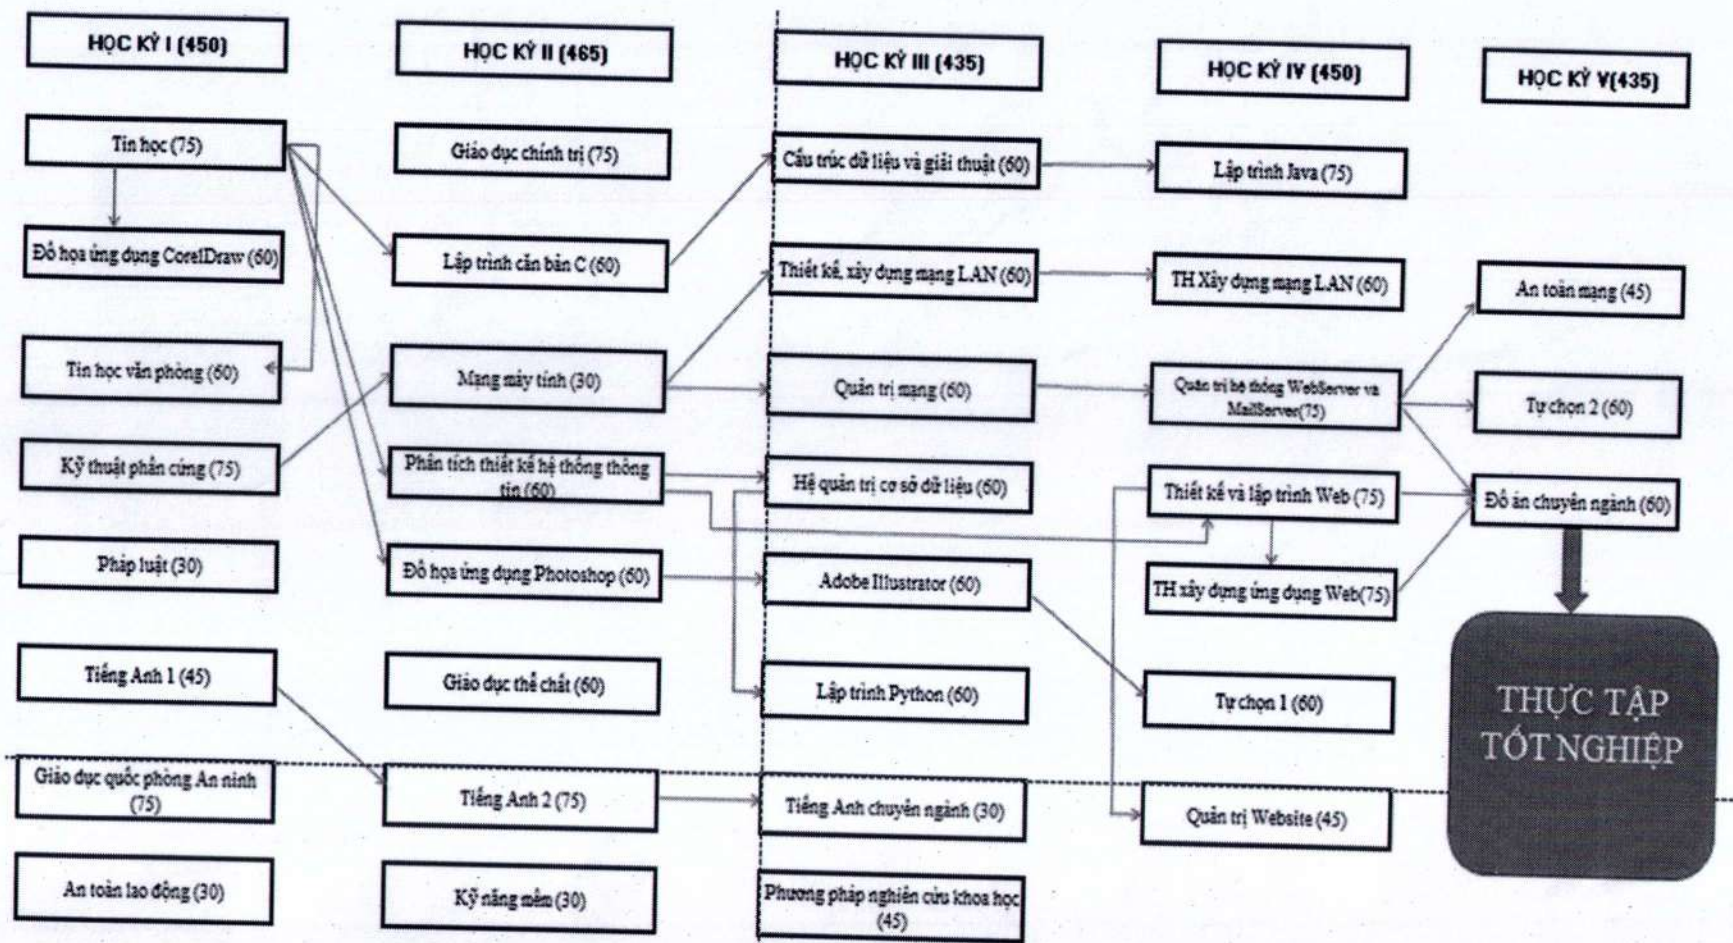 HỌC KỲ I (450)
HỌC KỲ II (465)
HỌC KỲ III (435)
HỌC KỲ IV (450)
HỌC KỲ V(435)
Tin học (75)
Giáo dục chính trị (75)
Cấu trúc dữ liệu và giải thuật (60)
Lập trình Java (75)
Đồ họa ứng dụng CorelDraw (60)
Lập trình căn bản C (60)
Thiết kế, xây dựng mạng LAN (60)
TH Xây dựng mạng LAN (60)
An toàn mạng (45)
Tin học văn phòng (60)
Mạng máy tính (30)
Quản trị mạng (60)
Quản trị hệ thống WebServer và
MailServer(75)
Tự chọn 2 (60)
Kỹ thuật phần cứng (75)
Phân tích thiết kế hệ thống thông
tin (60)
Hệ quản trị cơ sở dữ liệu (60)
Thiết kế và lập trình Web (75)
Đồ án chuyên ngành (60)
Pháp luật (30)
Đồ họa ứng dụng Photoshop (60)
Adobe Illustrator (60)
TH xây dựng ứng dụng Web(75)
Tiếng Anh 1 (45)
Giáo dục thể chất (60)
Lập trình Python (60)
Tự chọn 1 (60)
THỰC TẬP
TỐT NGHIỆP
Giáo dục quốc phòng An ninh
(75)
Tiếng Anh 2 (75)
Tiếng Anh chuyên ngành (30)
Quản trị Website (45)
An toàn lao động (30)
Kỹ năng mềm (30)
Phương pháp nghiên cứu khoa học
(45)